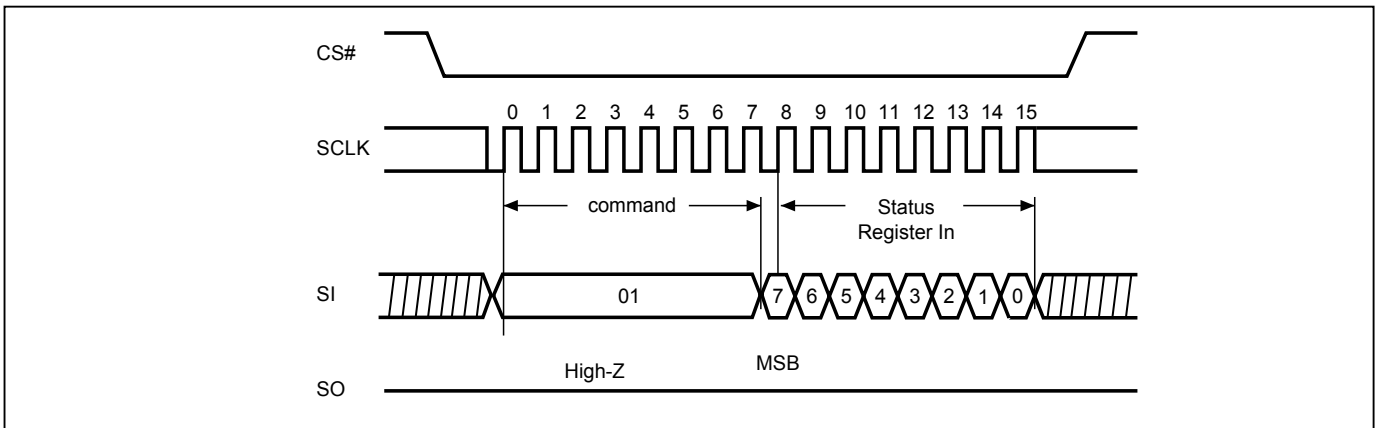 CS#
0 1 2 3 4 5 6 7 8 9 10 11 12 13 14 15
SCLK
command
Status
Register In
SI
01
7 6 5 4 3 2 1 0
High-Z
MSB
SO